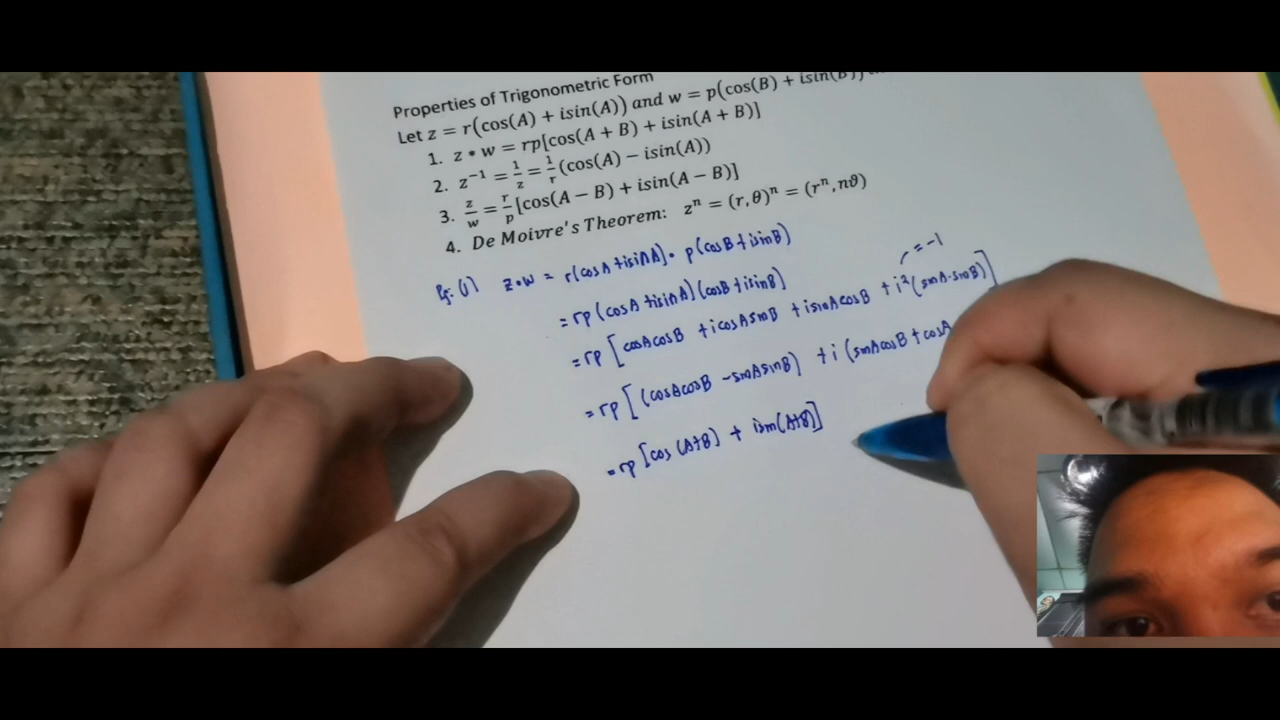 Properties of Trigonometric Form
Let z = r(cos(A) + isin(A)) and w = p(cos(B) + isin(B))
1. z • w = rp[cos(A + B) + isin(A + B)]
2. z⁻¹ = 1/z = 1/r (cos(A) − isin(A))
3. z/w = r/p [cos(A − B) + isin(A − B)]
4. De Moivre's Theorem: zⁿ = (r, θ)ⁿ = (rⁿ, nϑ)
Pf: (1) z•w = r(cosA + isinA) • p(cosB + isinB)
= rp (cosA + isinA)(cosB + isinB)
= -1
= rp [cosAcosB + icosAsinB + isinAcosB + i²(sinA·sinB)]
= rp [(cosAcosB - sinAsinB) + i (sinAcosB + cosA
= rp [cos (A+B) + isin(A+B)]